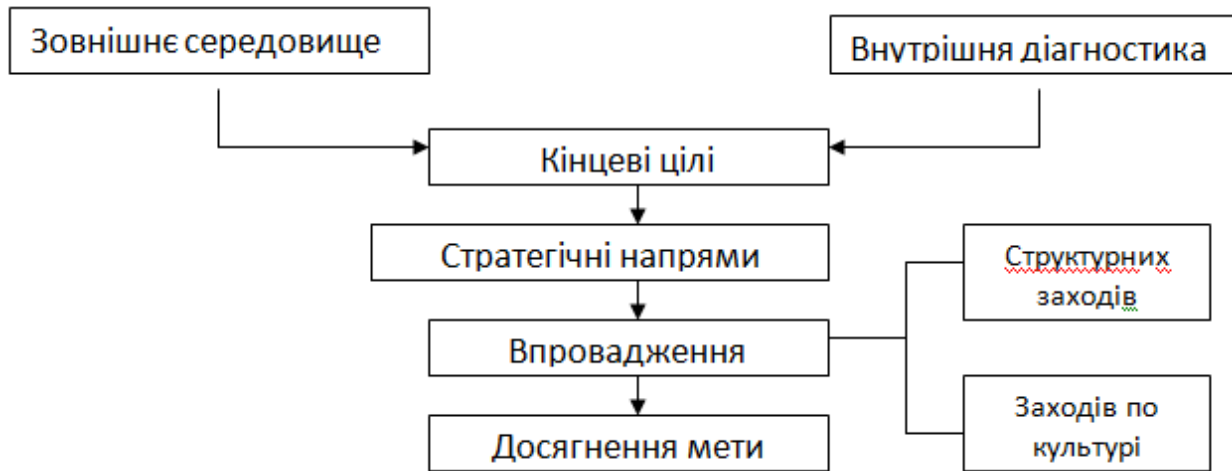 Зовнішнє середовище
Внутрішня діагностика
Кінцеві цілі
Стратегічні напрями
Структурних
заходів
Впровадження
Заходів по
культурі
Досягнення мети